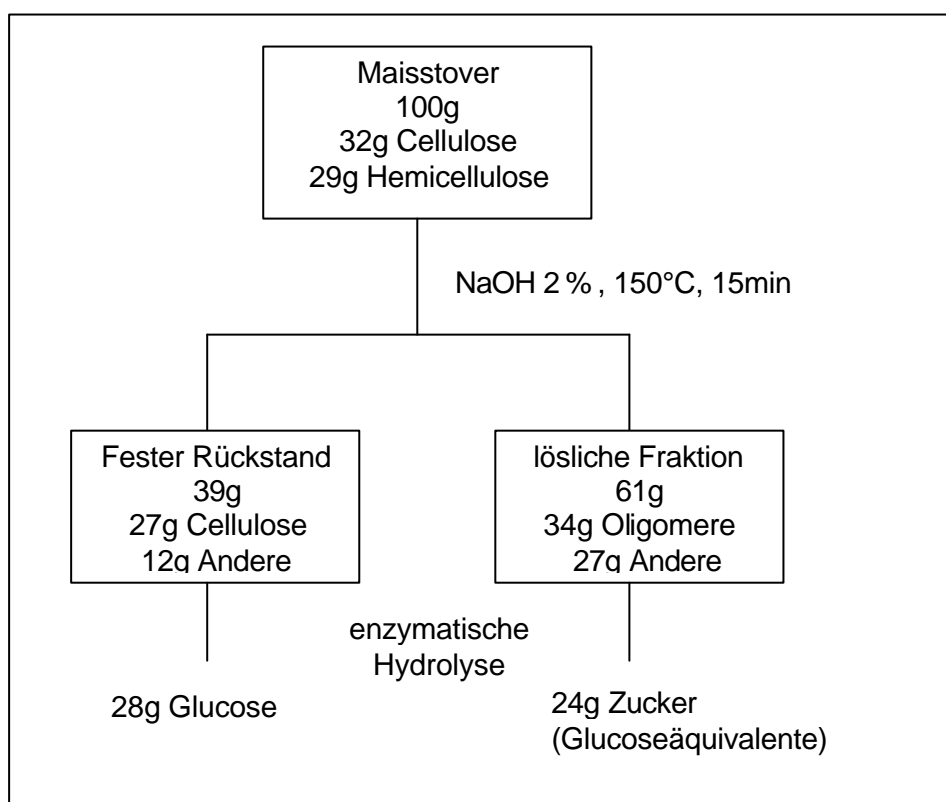 Maisstover
100g
32g Cellulose
29g Hemicellulose
NaOH 2 % , 150°C, 15min
Fester Rückstand
39g
27g Cellulose
12g Andere
lösliche Fraktion
61g
34g Oligomere
27g Andere
enzymatische
Hydrolyse
28g Glucose
24g Zucker
(Glucoseäquivalente)